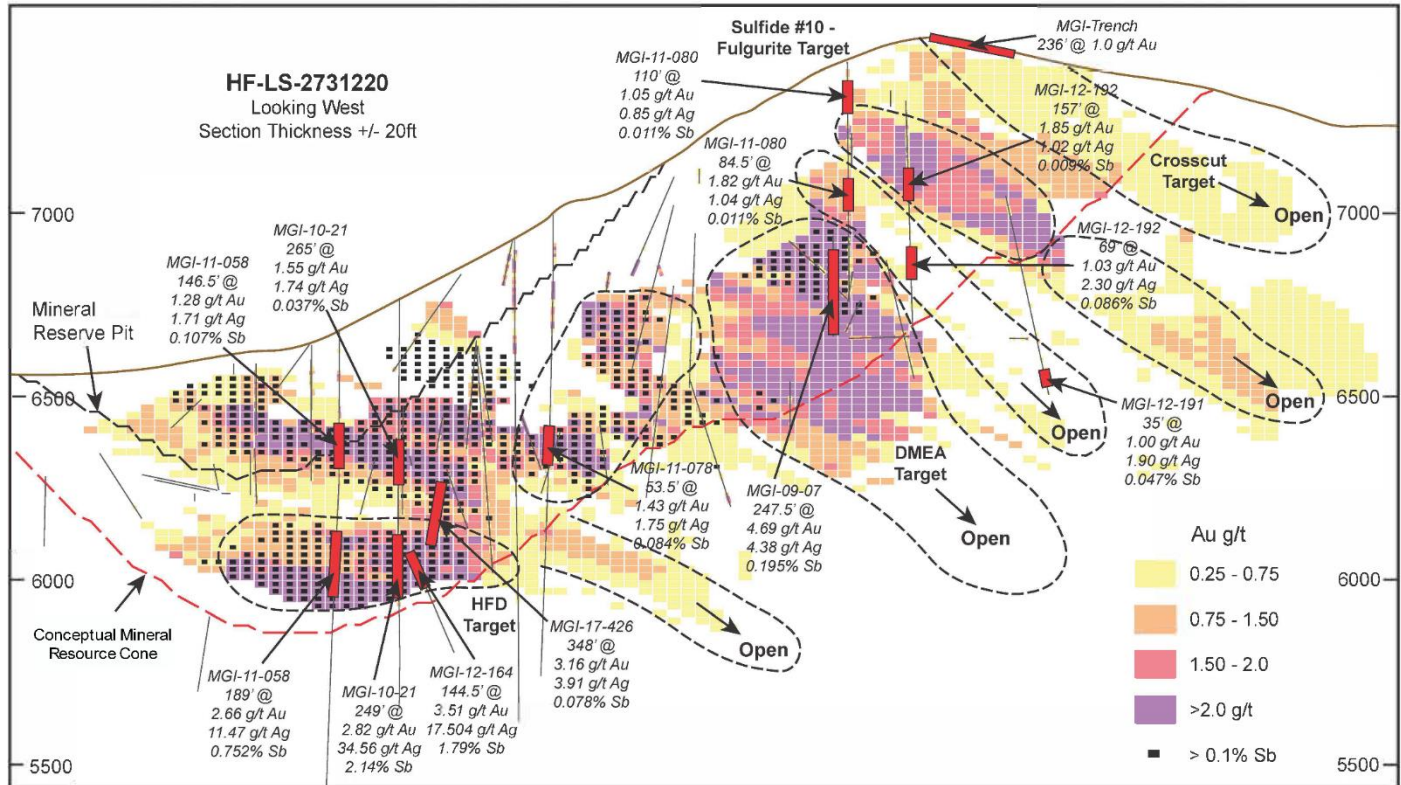 HF-LS-2731220
Looking West
Section Thickness +/- 20ft
Sulfide #10 -
Fulgurite Target
MGI-Trench
236' @ 1.0 g/t Au
MGI-11-080
110' @
1.05 g/t Au
0.85 g/t Ag
0.011% Sb
MGI-12-192
157' @
1.85 g/t Au
1.02 g/t Ag
0.009% Sb
MGI-11-080
84.5' @
1.82 g/t Au
1.04 g/t Ag
0.011% Sb
Crosscut
Target
Open
7000
7000
MGI-10-21
265' @
1.55 g/t Au
1.74 g/t Ag
0.037% Sb
MGI-11-058
146.5' @
1.28 g/t Au
1.71 g/t Ag
0.107% Sb
MGI-12-192
69' @
1.03 g/t Au
2.30 g/t Ag
0.086% Sb
Mineral
Reserve Pit
6500
6500
Open
Open
MGI-12-191
35' @
1.00 g/t Au
1.90 g/t Ag
0.047% Sb
MGI-11-078
53.5' @
1.43 g/t Au
1.75 g/t Ag
0.084% Sb
MGI-09-07
247.5' @
4.69 g/t Au
4.38 g/t Ag
0.195% Sb
DMEA
Target
Open
6000
6000
Conceptual Mineral
Resource Cone
HFD
Target
Open
MGI-11-058
189' @
2.66 g/t Au
11.47 g/t Ag
0.752% Sb
MGI-10-21
249' @
2.82 g/t Au
34.56 g/t Ag
2.14% Sb
MGI-12-164
144.5' @
3.51 g/t Au
17.504 g/t Ag
1.79% Sb
MGI-17-426
348' @
3.16 g/t Au
3.91 g/t Ag
0.078% Sb
Au g/t
0.25 - 0.75
0.75 - 1.50
1.50 - 2.0
>2.0 g/t
> 0.1% Sb
5500
5500